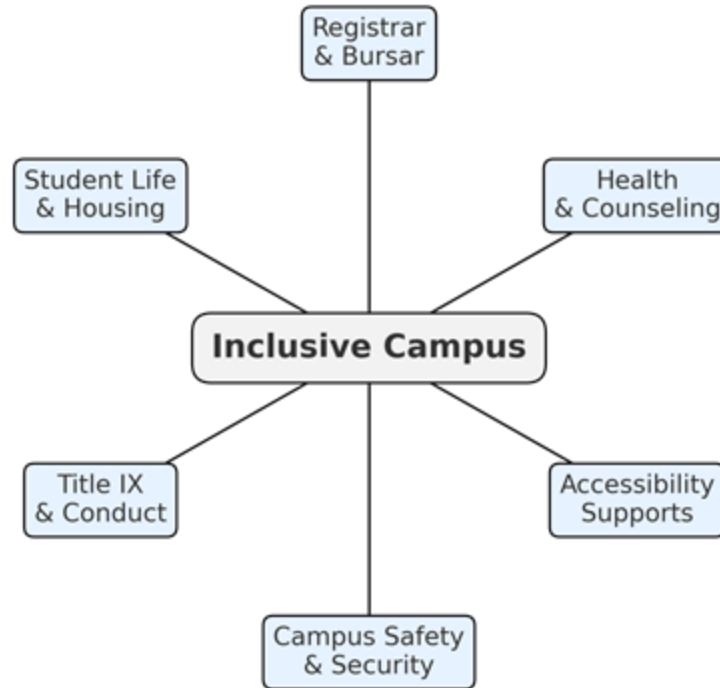 Registrar
& Bursar
Student Life
& Housing
Health
& Counseling
Inclusive Campus
Title IX
& Conduct
Accessibility
Supports
Campus Safety
& Security